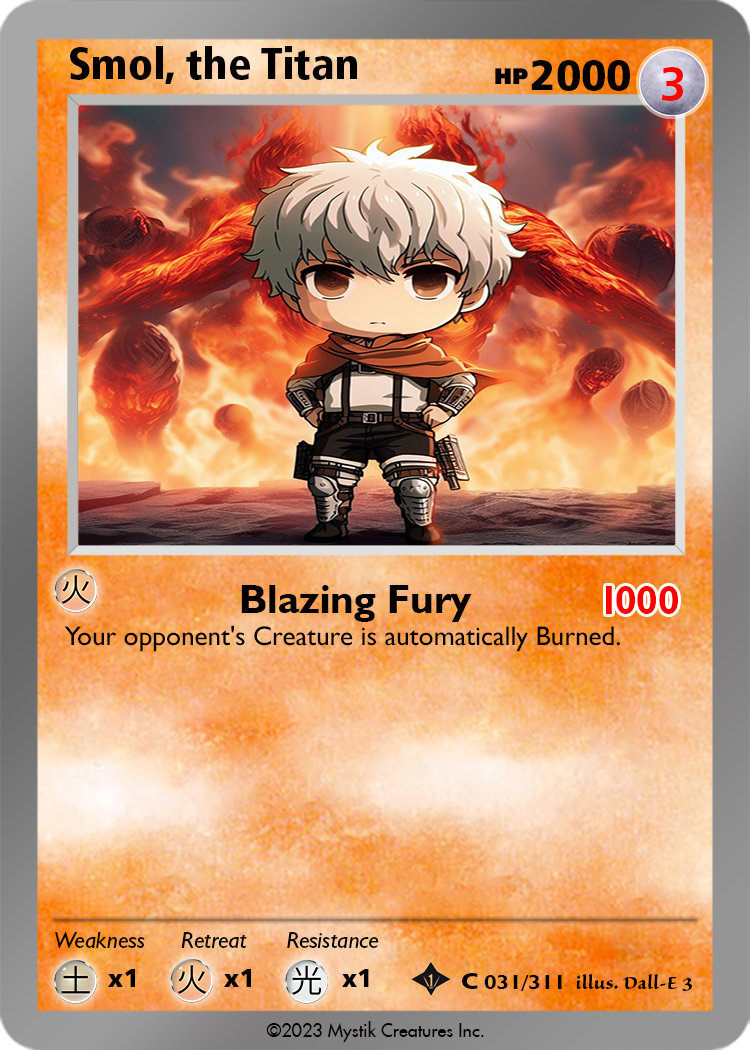 Smol, the Titan HP2000 3
火 Blazing Fury 1000
Your opponent's Creature is automatically Burned.
Weakness Retreat Resistance
土 x1 火 x1 光 x1 1 C 031/311 illus. Dall-E 3
©2023 Mystik Creatures Inc.